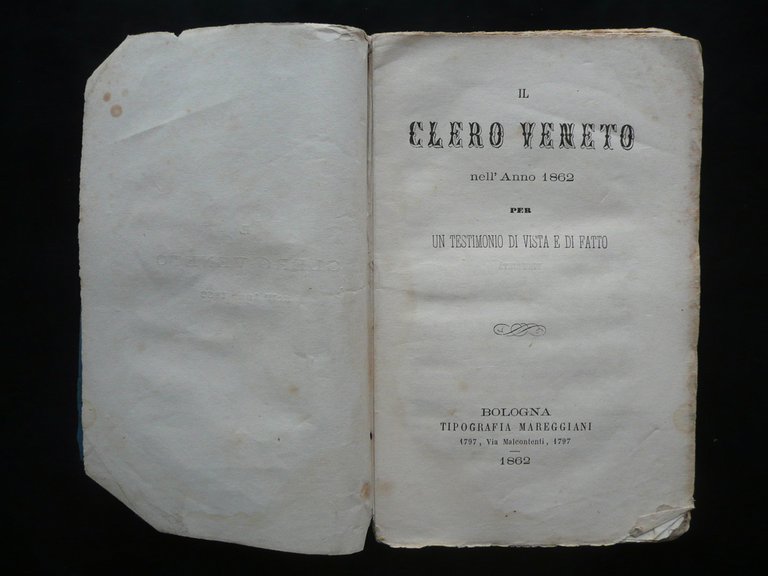 IL
CLERO VENETO
nell' Anno 1862
PER
UN TESTIMONIO DI VISTA E DI FATTO
BOLOGNA
TIPOGRAFIA MAREGGIANI
1797, Via Malcontenti, 1797
1862